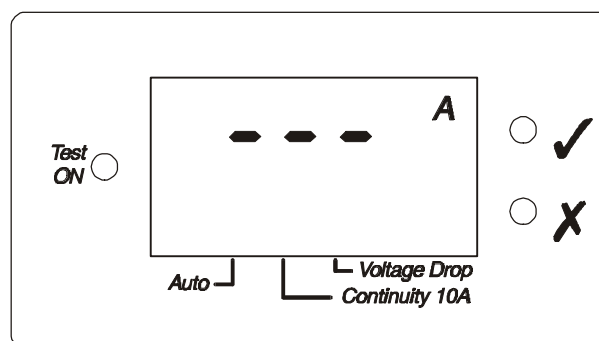 A
- - -
Test
ON
✓
✗
Auto
Voltage Drop
Continuity 10A